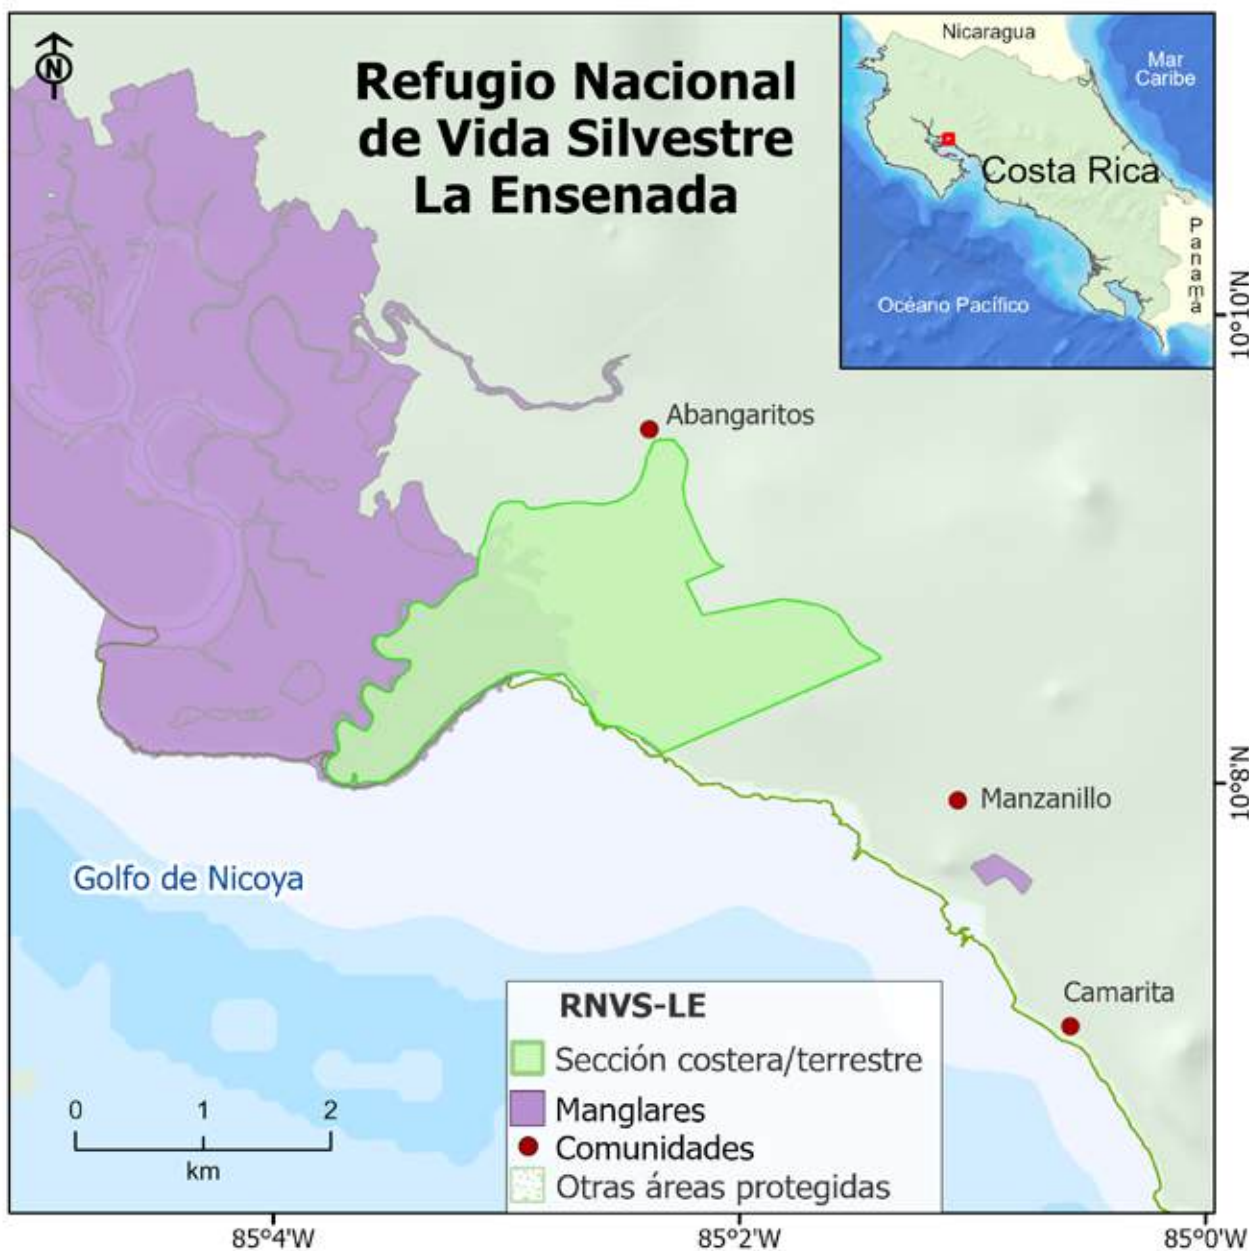 N
Refugio Nacional
de Vida Silvestre
La Ensenada
Nicaragua
Mar
Caribe
Costa Rica
Panamá
Océano Pacífico
10°10'N
Abangaritos
10°8'N
Manzanillo
Golfo de Nicoya
Camarita
RNVS-LE
Sección costera/terrestre
Manglares
Comunidades
Otras áreas protegidas
0 1 2
km
85°4'W 85°2'W 85°0'W